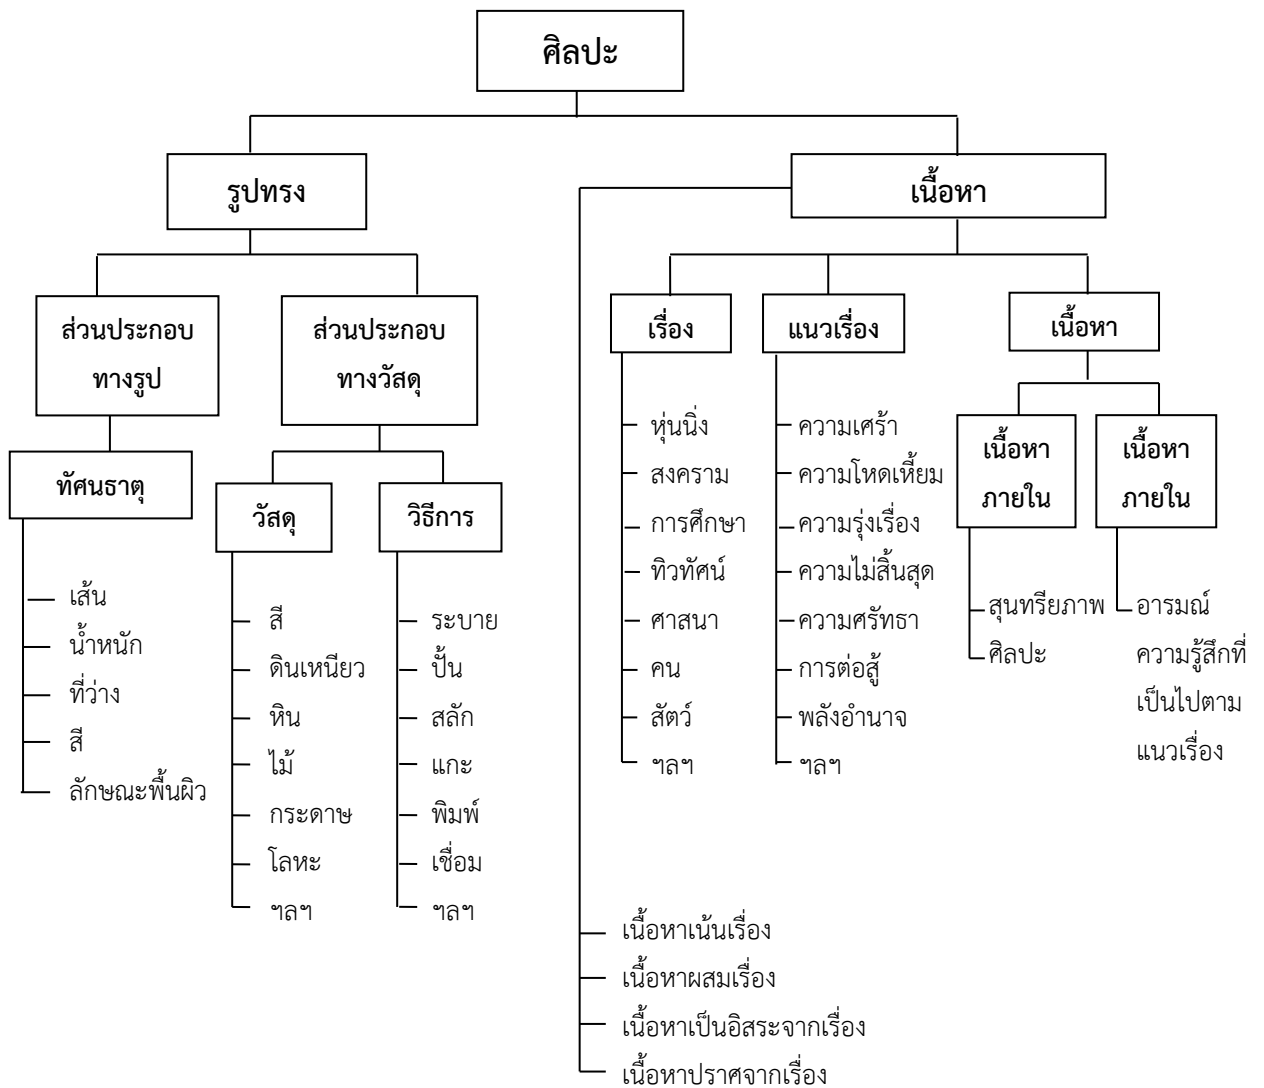 ศิลปะ
รูปทรง
เนื้อหา
ส่วนประกอบ
ทางรูป
ส่วนประกอบ
ทางวัสดุ
เรื่อง
แนวเรื่อง
เนื้อหา
ทัศนธาตุ
วัสดุ
วิธีการ
เนื้อหา
ภายใน
เนื้อหา
ภายใน
เส้น
น้ำหนัก
ที่ว่าง
สี
ลักษณะพื้นผิว
สี
ดินเหนียว
หิน
ไม้
กระดาษ
โลหะ
ฯลฯ
ระบาย
ปั้น
สลัก
แกะ
พิมพ์
เชื่อม
ฯลฯ
หุ่นนิ่ง
สงคราม
การศึกษา
ทิวทัศน์
ศาสนา
คน
สัตว์
ฯลฯ
ความเศร้า
ความโหดเหี้ยม
ความรุ่งเรื่อง
ความไม่สิ้นสุด
ความศรัทธา
การต่อสู้
พลังอำนาจ
ฯลฯ
สุนทรียภาพ
ศิลปะ
อารมณ์
ความรู้สึกที่
เป็นไปตาม
แนวเรื่อง
เนื้อหาเน้นเรื่อง
เนื้อหาผสมเรื่อง
เนื้อหาเป็นอิสระจากเรื่อง
เนื้อหาปราศจากเรื่อง